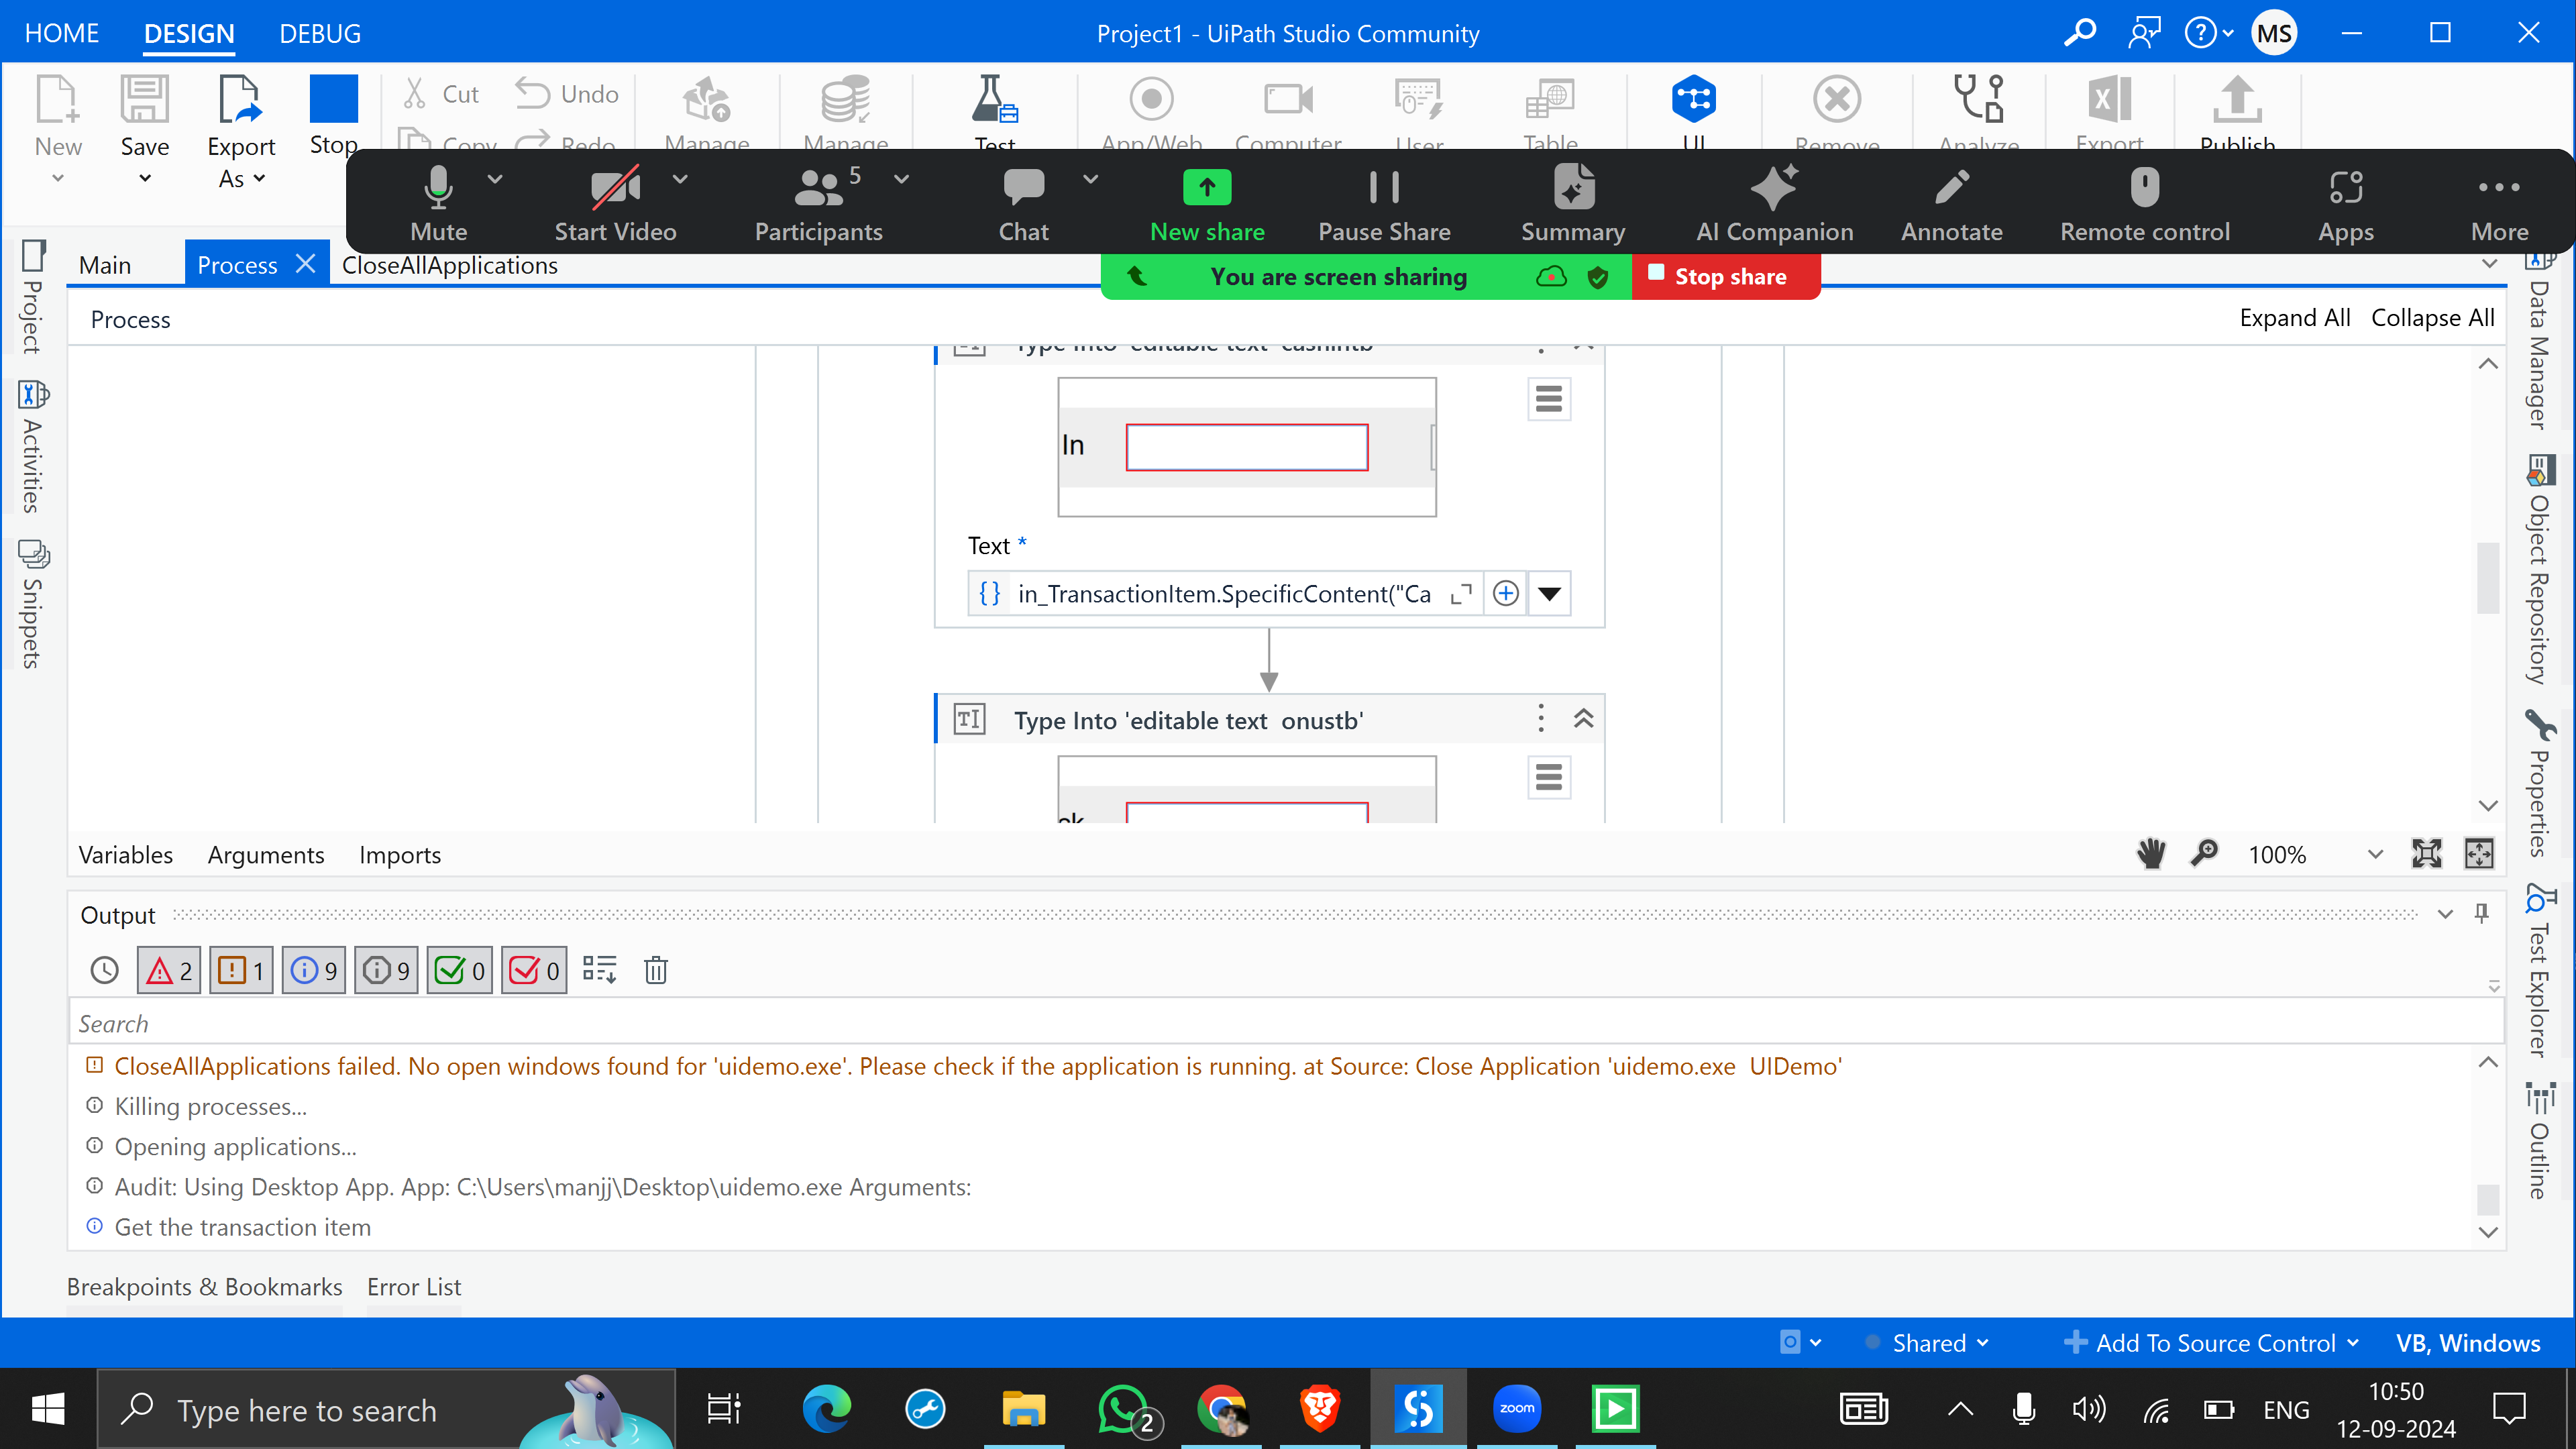 HOME DESIGN DEBUG Project1 - UiPath Studio Community MS
New Save Export As Stop Cut Undo Copy Redo Manage Manage Test App/Web Computer User Table UI Remove Analyze Export Publish
Mute Start Video Participants 5 Chat New share Pause Share Summary AI Companion Annotate Remote control Apps More
You are screen sharing Stop share
Main Process CloseAllApplications
Process Expand All Collapse All
Project
Activities
Snippets
Type Into 'editable text cashintb'
In
Text *
{} in_TransactionItem.SpecificContent("Ca
Type Into 'editable text onustb'
Data Manager
Object Repository
Properties
Test Explorer
Outline
Variables Arguments Imports 100%
Output
2 1 9 9 0 0
Search
CloseAllApplications failed. No open windows found for 'uidemo.exe'. Please check if the application is running. at Source: Close Application 'uidemo.exe UIDemo'
Killing processes...
Opening applications...
Audit: Using Desktop App. App: C:\Users\manjj\Desktop\uidemo.exe Arguments:
Get the transaction item
Breakpoints & Bookmarks Error List
Shared Add To Source Control VB, Windows
Type here to search 2 zoom ENG 10:50
12-09-2024